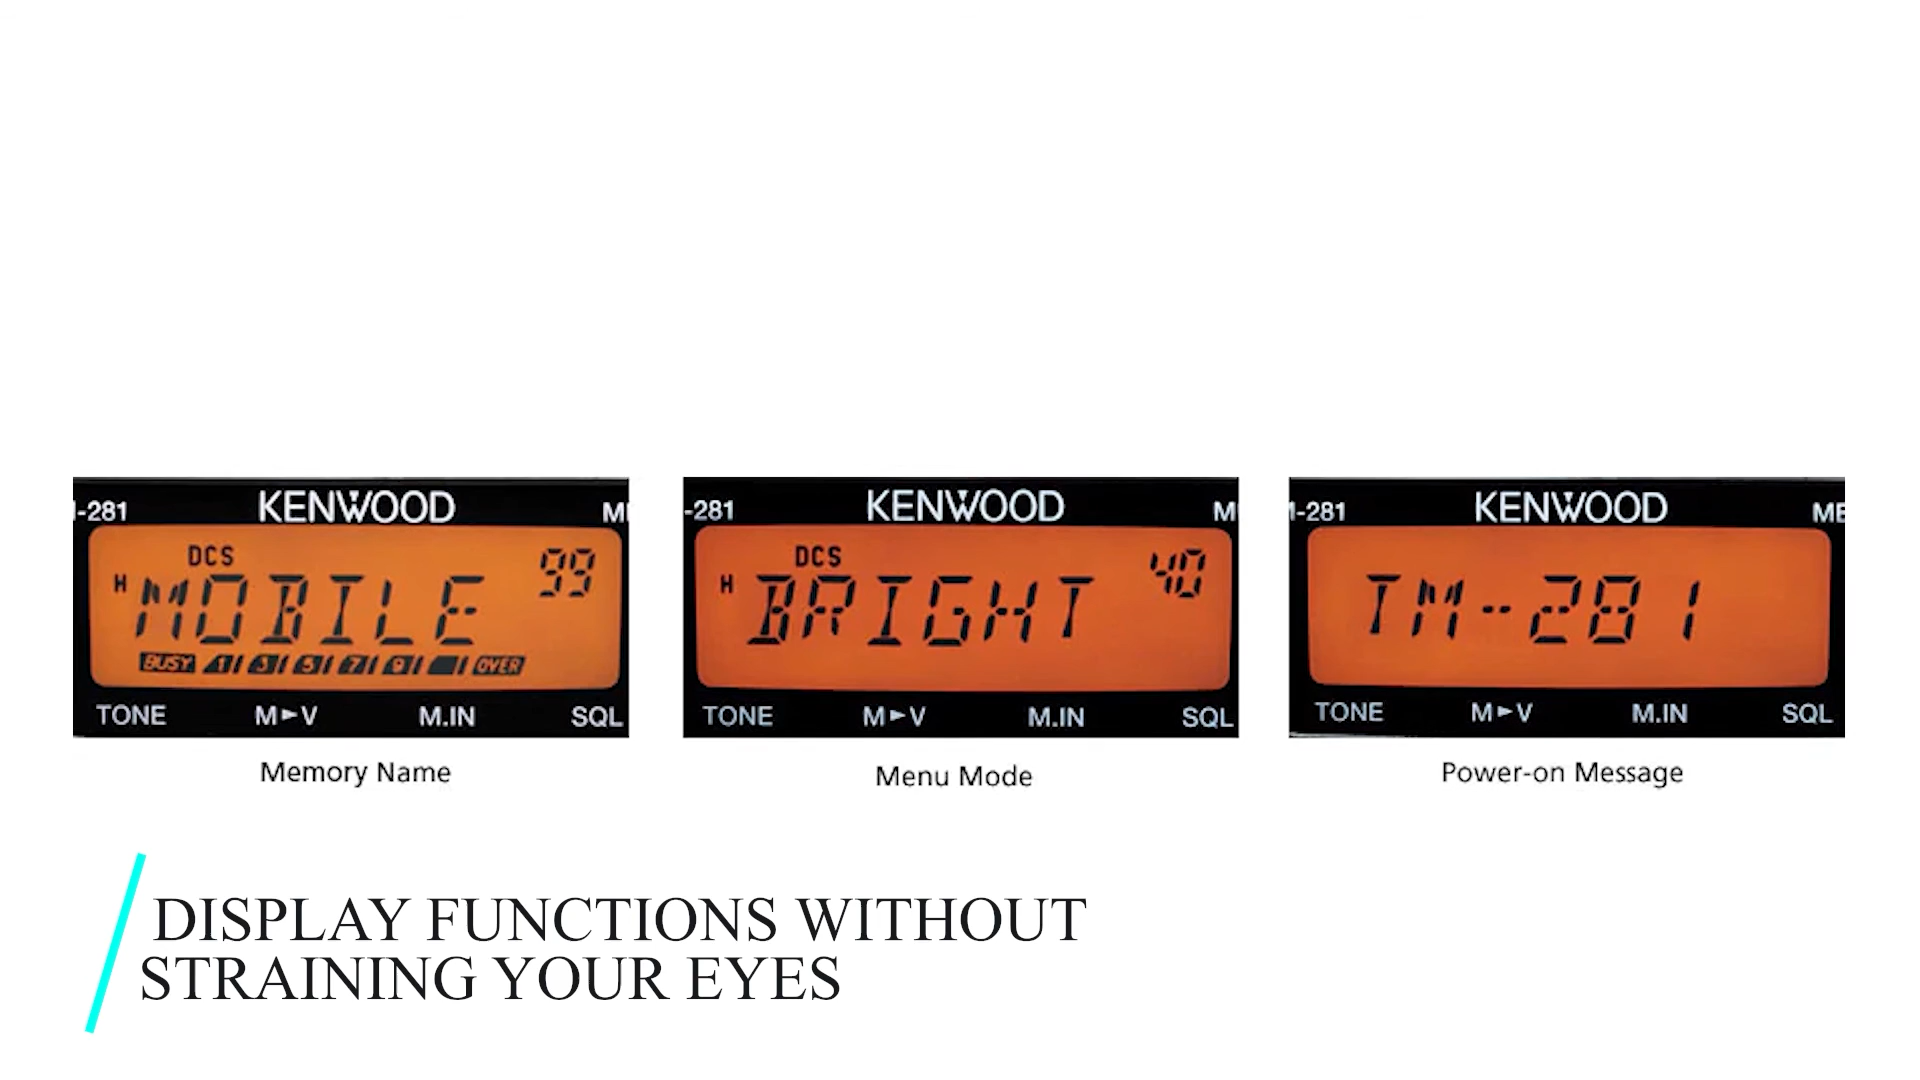 -281 KENWOOD
DCS 99
H MOBILE
BUSY 1 3 5 7 9 OVER
TONE M►V M.IN SQL
Memory Name
-281 KENWOOD
DCS 40
H BRIGHT
TONE M►V M.IN SQL
Menu Mode
-281 KENWOOD
TM-281
TONE M►V M.IN SQL
Power-on Message
DISPLAY FUNCTIONS WITHOUT
STRAINING YOUR EYES